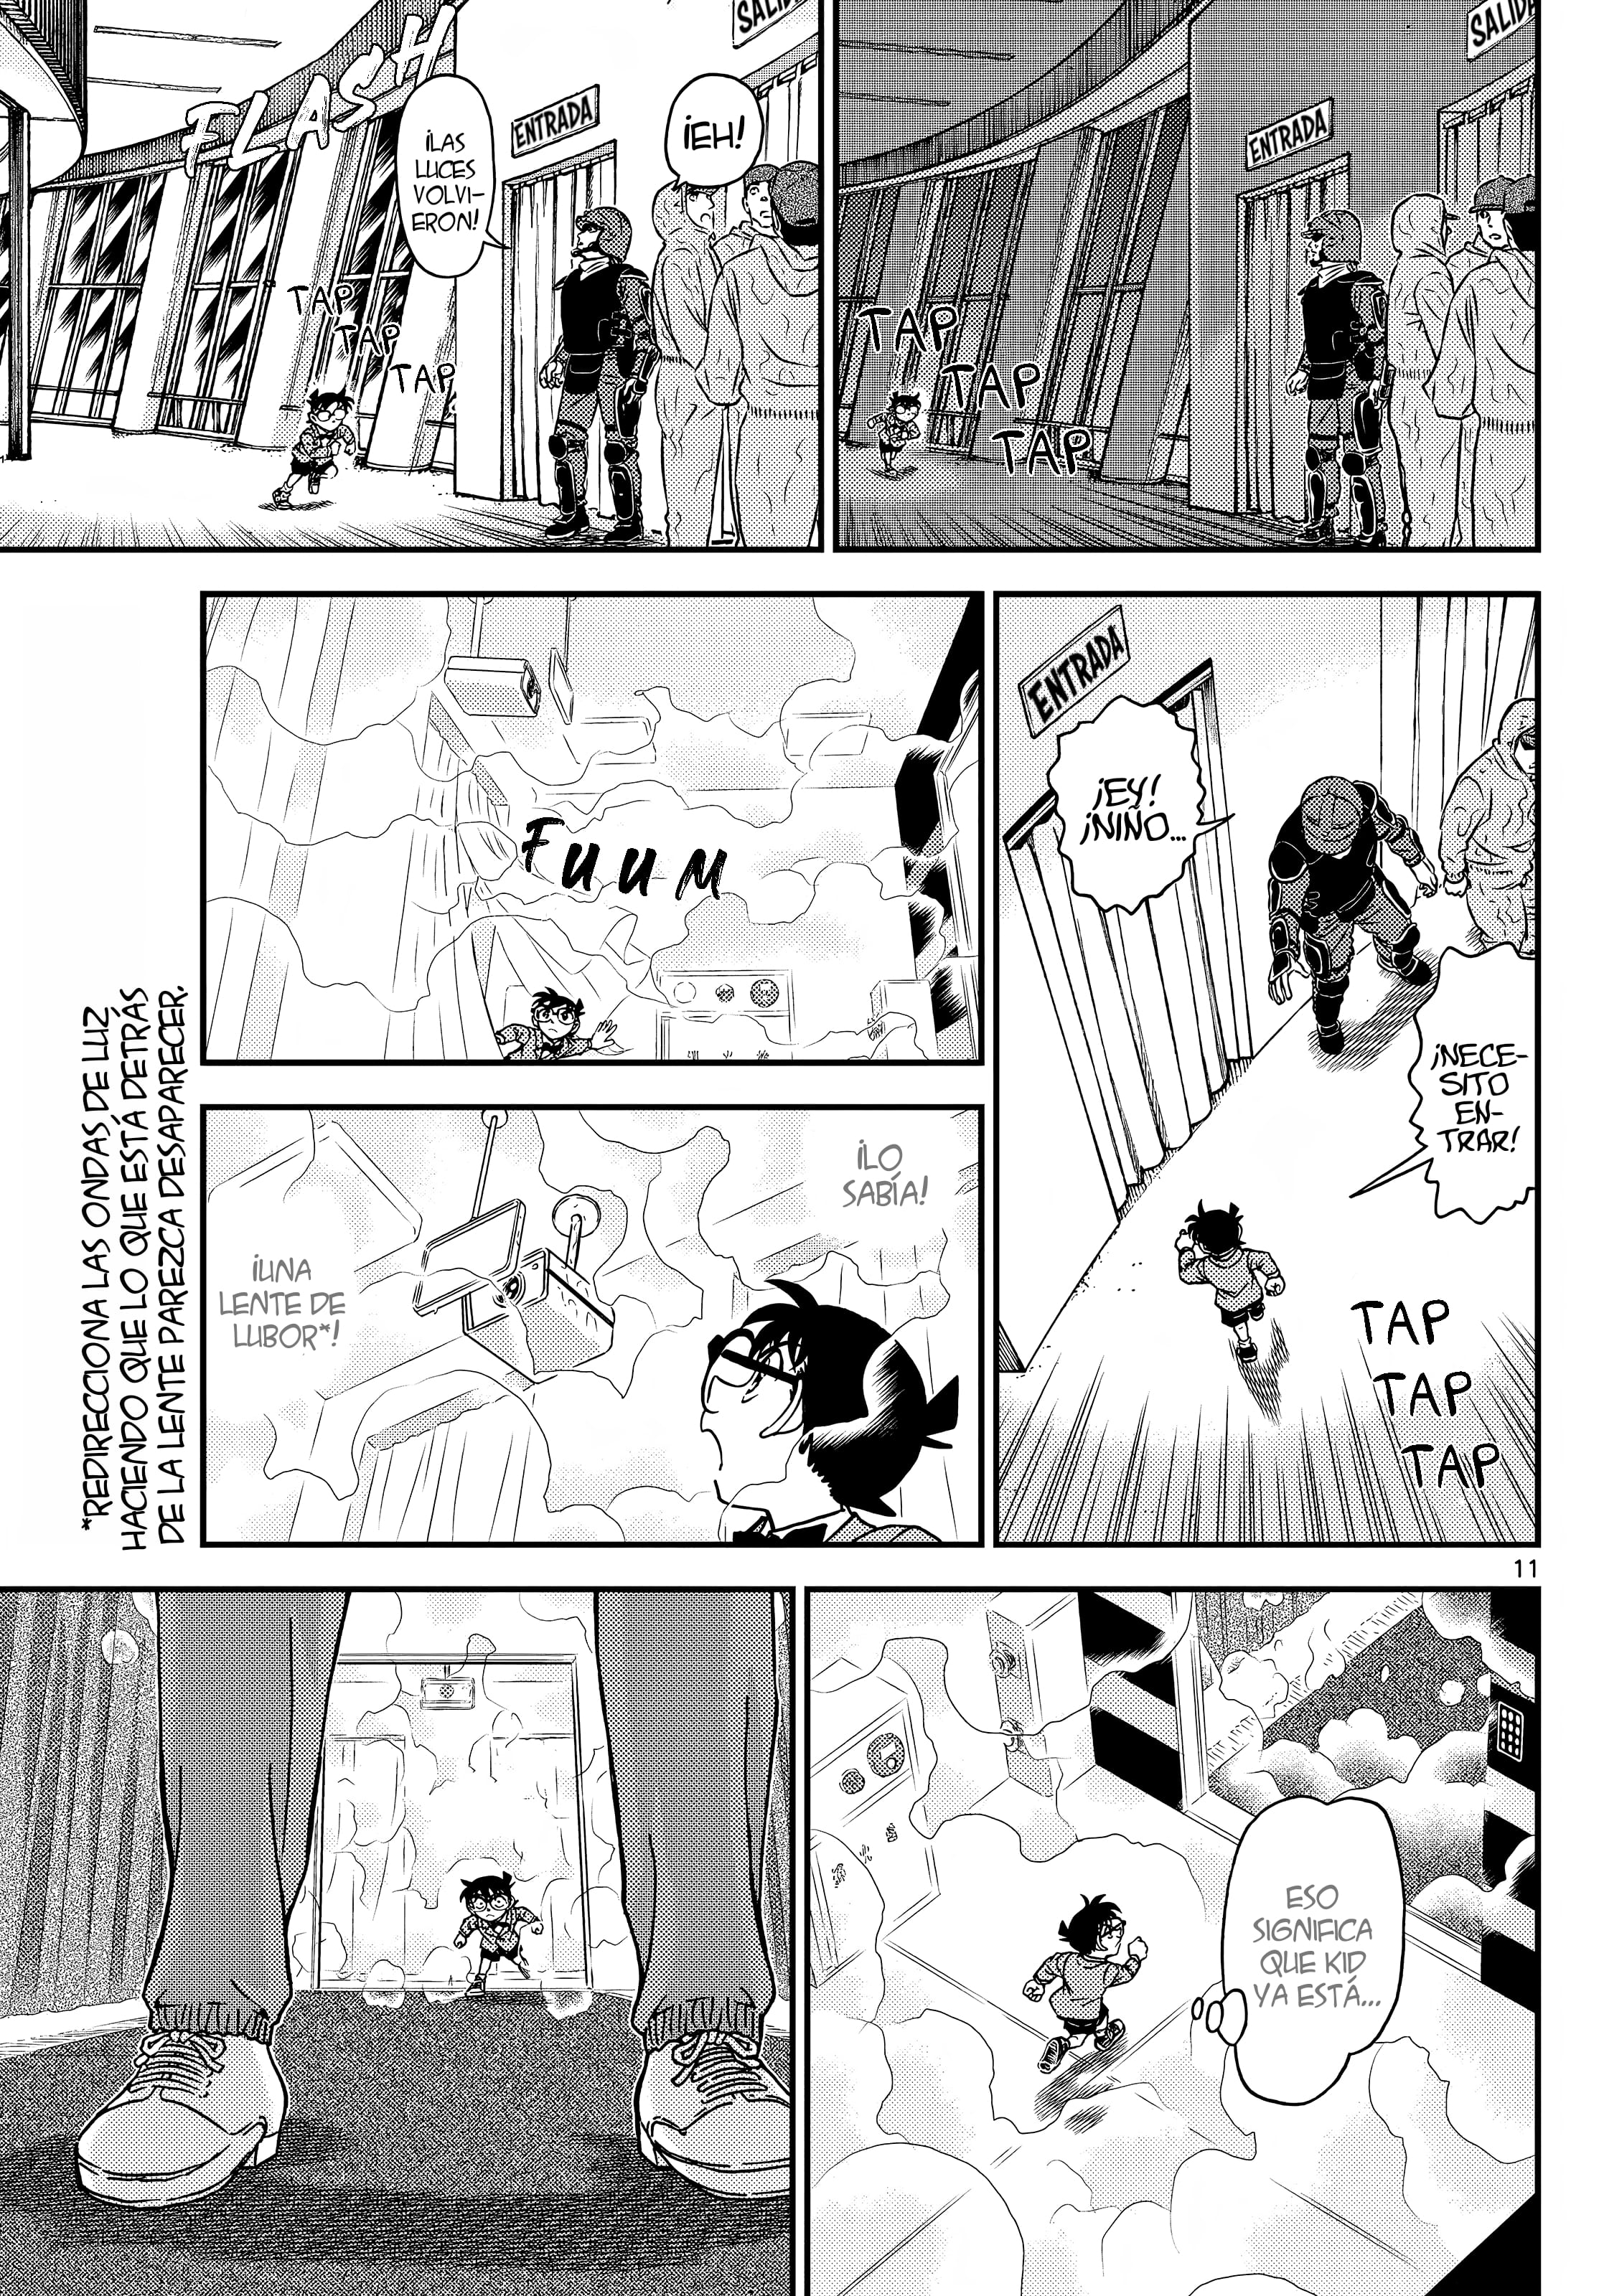 SALIDA
ENTRADA
TAP
TAP
TAP
SALIDA
ENTRADA
FLASH
¡EH!
¡LAS
LUCES
VOLVI-
ERON!
TAP
TAP
TAP
ENTRADA
¡EY!
¡NIÑO...
¡NECE-
SITO
EN-
TRAR!
TAP
TAP
TAP
FUUM
¡LO
SABÍA!
¡UNA
LENTE DE
LUBOR*!
*REDIRECCIONA LAS ONDAS DE LUZ
HACIENDO QUE LO QUE ESTÁ DETRÁS
DE LA LENTE PAREZCA DESAPARECER.
11
ESO
SIGNIFICA
QUE KID
YA ESTÁ...